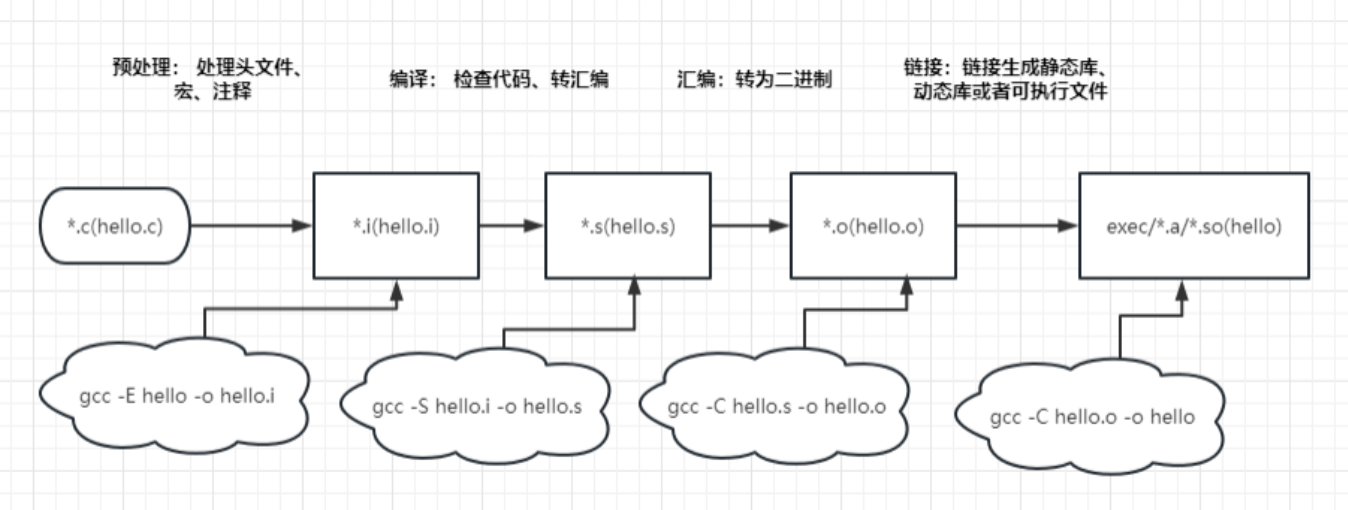 预处理： 处理头文件、
宏、注释
编译： 检查代码、转汇编
汇编：转为二进制
链接：链接生成静态库、
动态库或者可执行文件
*.c(hello.c)
*.i(hello.i)
*.s(hello.s)
*.o(hello.o)
exec/*.a/*.so(hello)
gcc -E hello -o hello.i
gcc -S hello.i -o hello.s
gcc -C hello.s -o hello.o
gcc -C hello.o -o hello